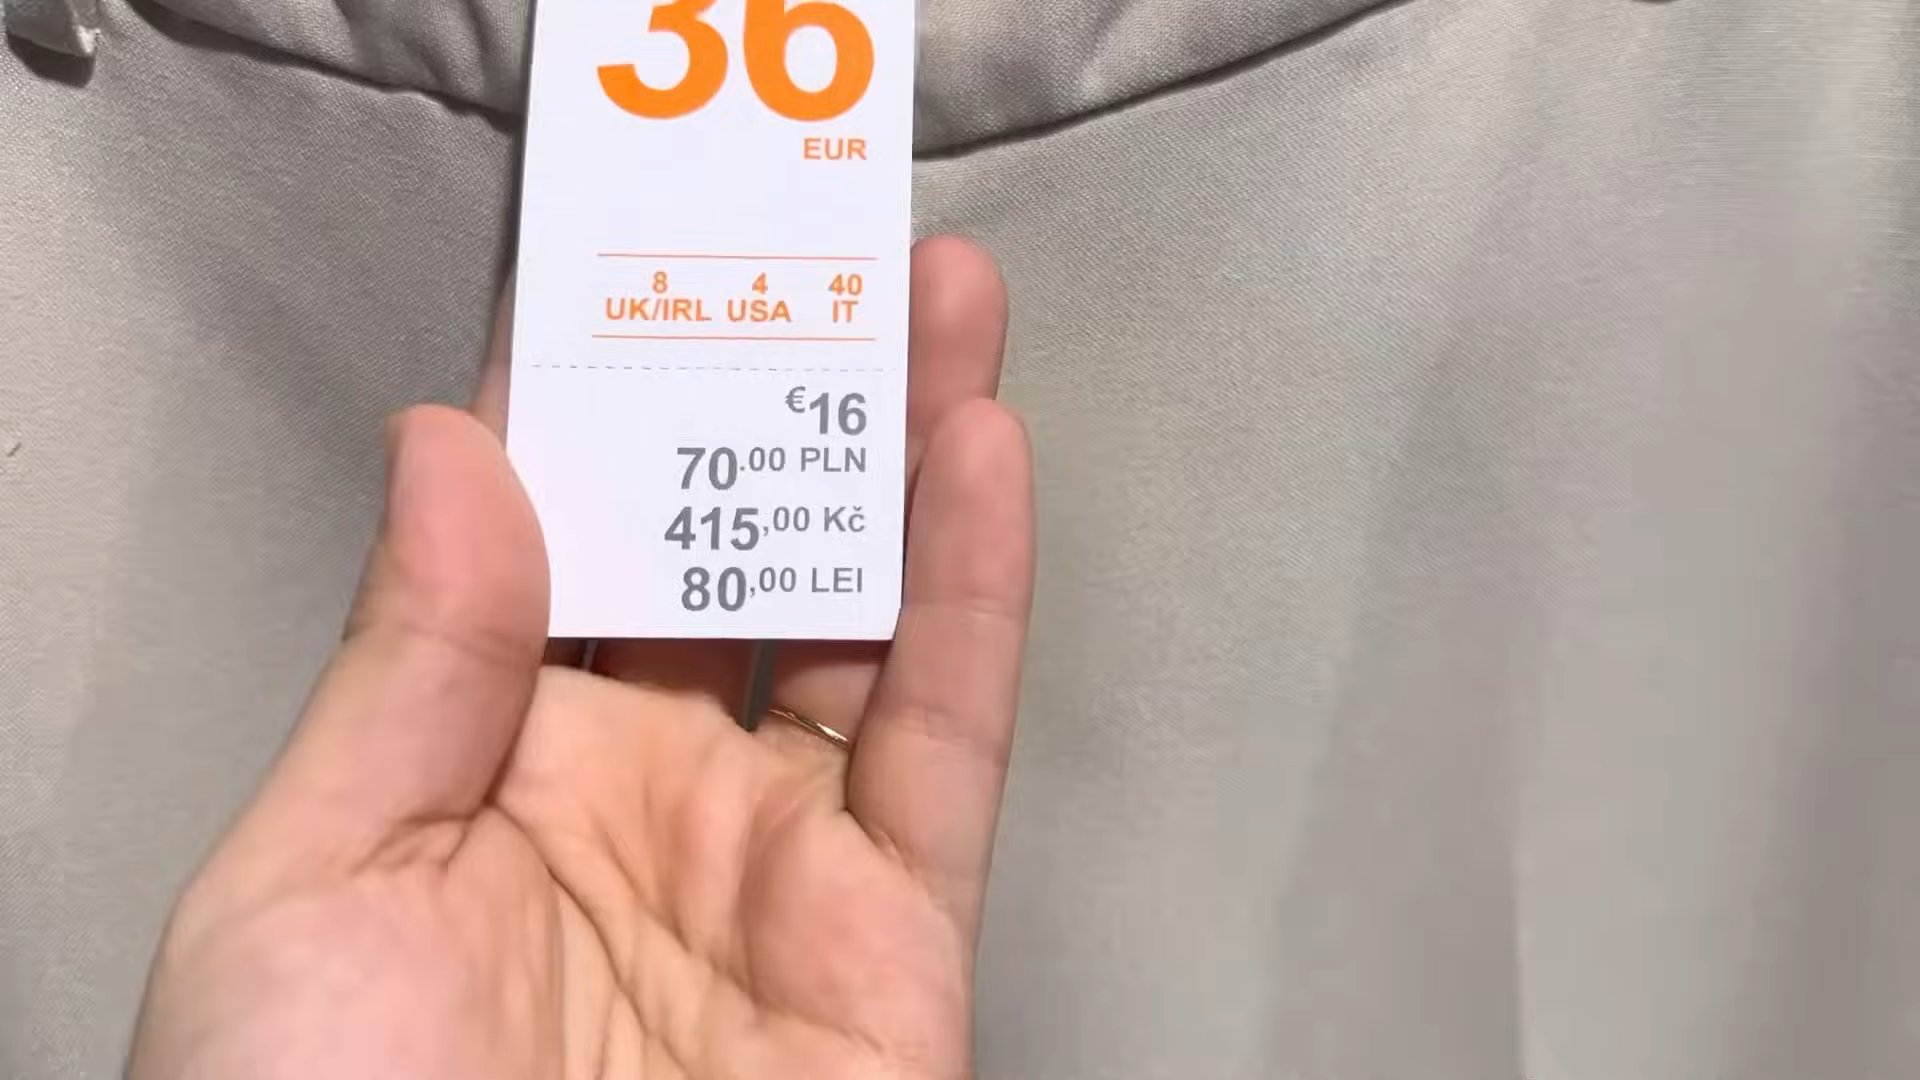 36
EUR
8 4 40
UK/IRL USA IT
€16
70.00 PLN
415,00 Kč
80,00 LEI